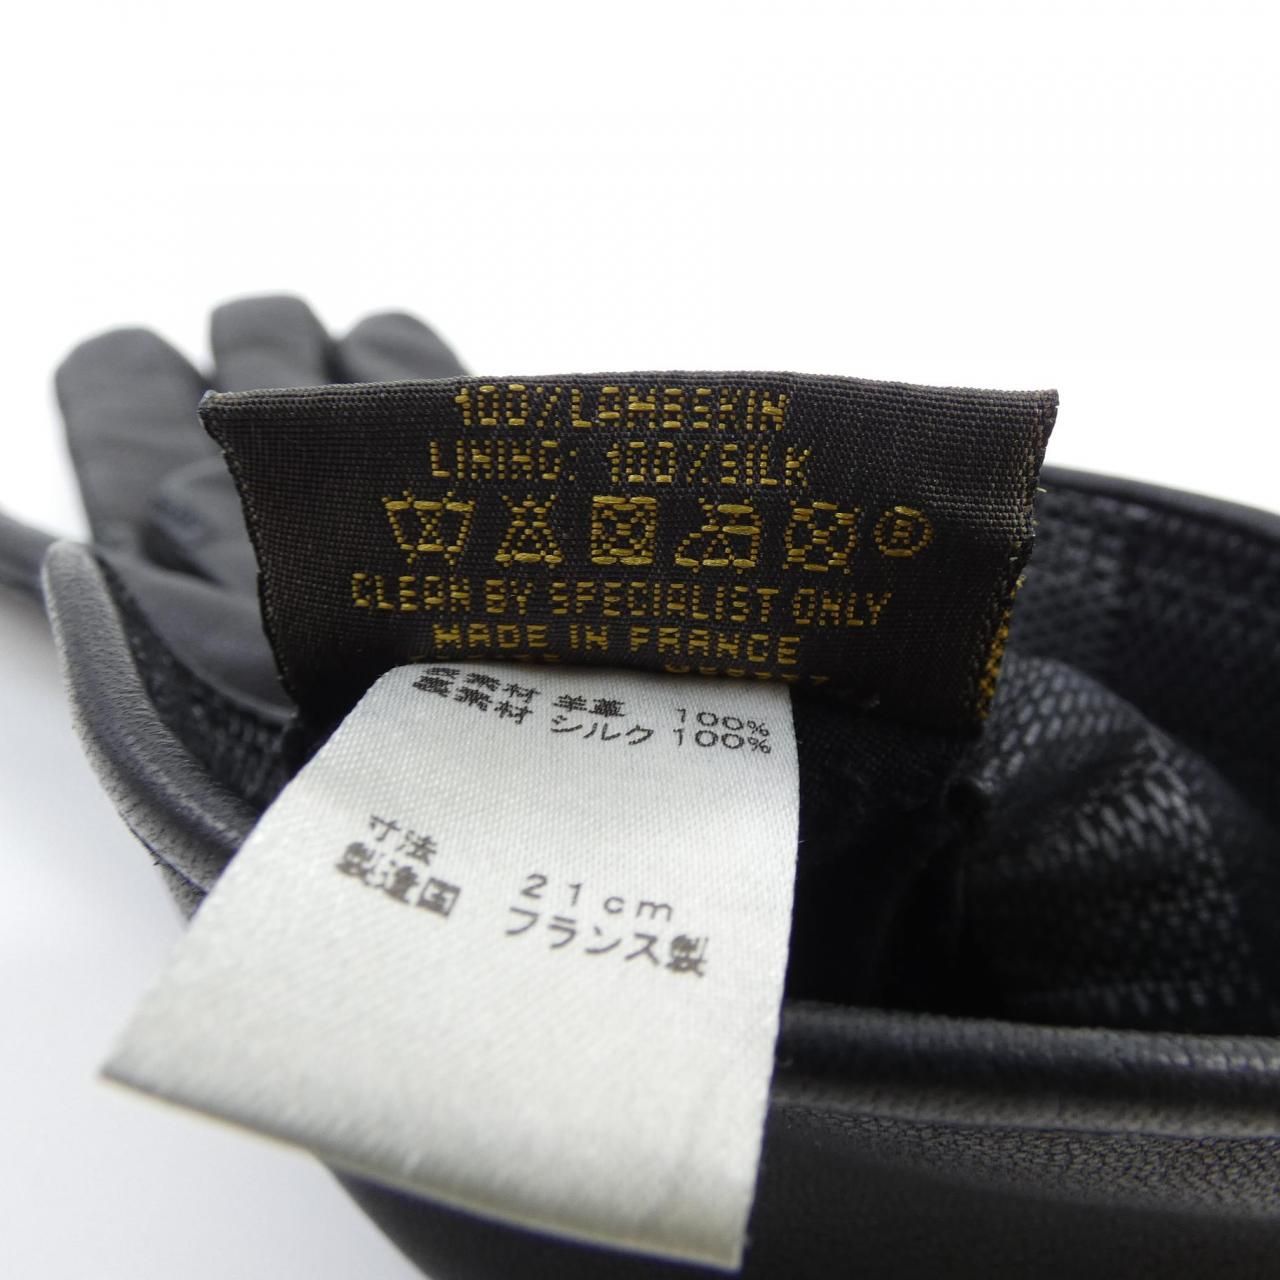 100% LAMBSKIN
LINING: 100% SILK
®
CLEAN BY SPECIALIST ONLY
MADE IN FRANCE
表素材 羊革 100%
裏素材 シルク 100%
寸法 21cm
製造国 フランス製